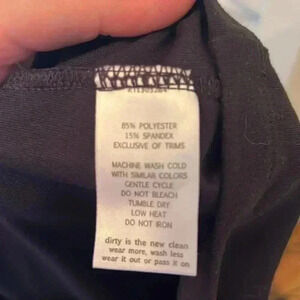 85% POLYESTER
15% SPANDEX
EXCLUSIVE OF TRIMS
MACHINE WASH COLD
WITH SIMILAR COLORS
GENTLE CYCLE
DO NOT BLEACH
TUMBLE DRY
LOW HEAT
DO NOT IRON
dirty is the new clean
wear more, wash less
wear it out or pass it on